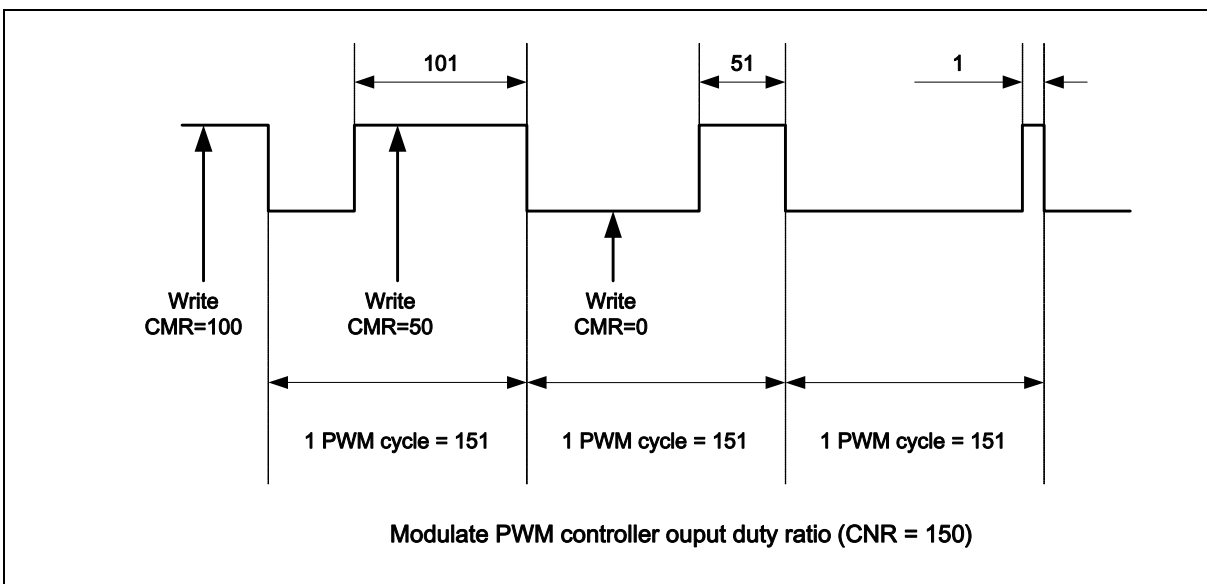 101
51
1
Write
CMR=100
Write
CMR=50
Write
CMR=0
1 PWM cycle = 151
1 PWM cycle = 151
1 PWM cycle = 151
Modulate PWM controller ouput duty ratio (CNR = 150)